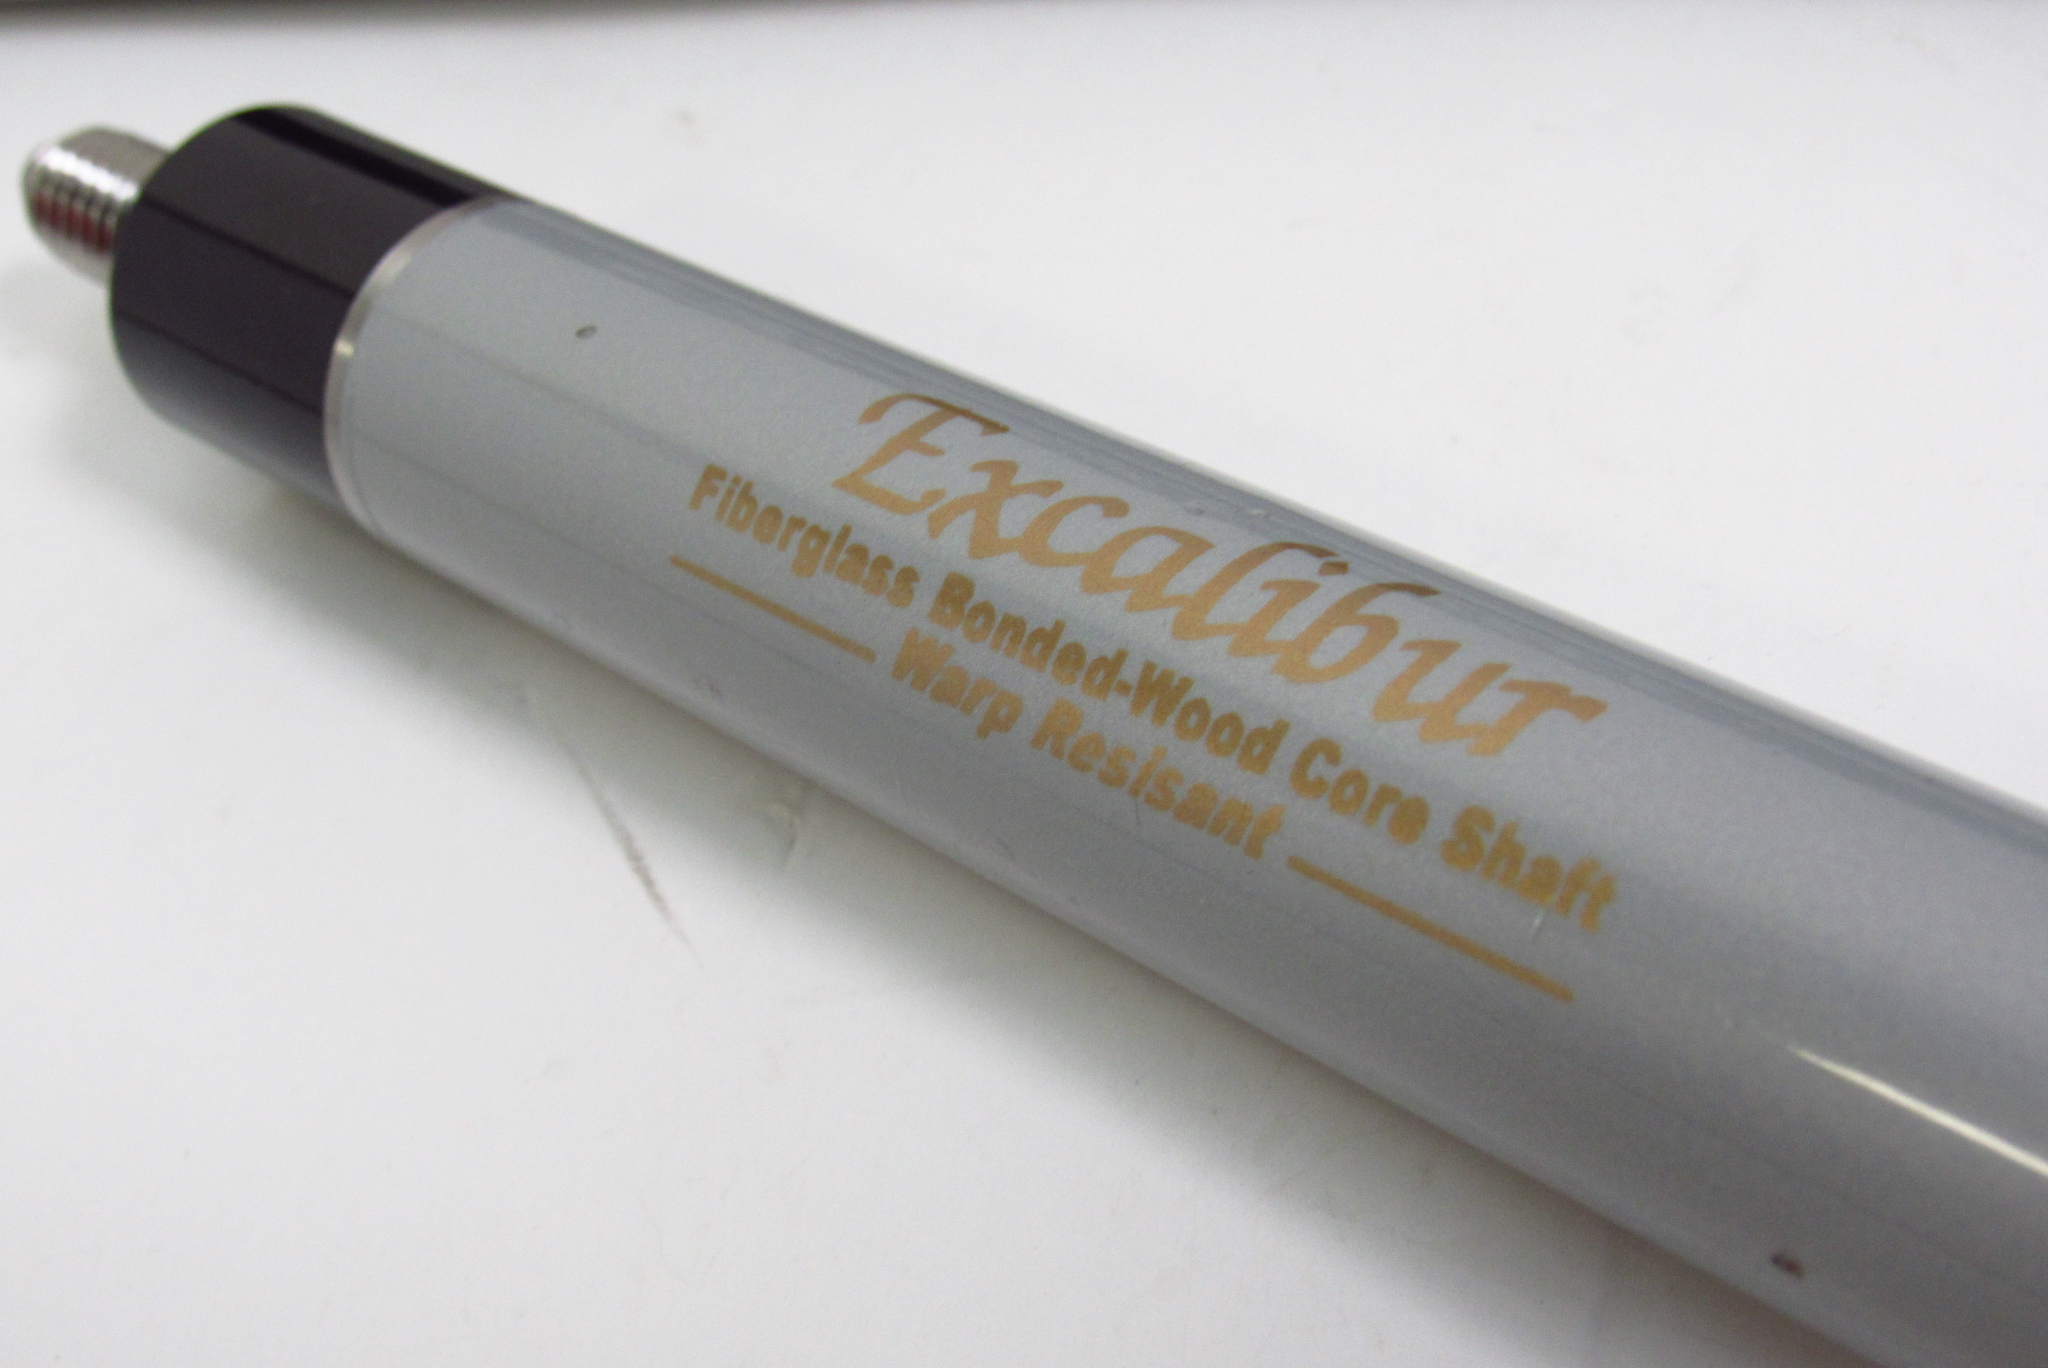 Excalibur
Fiberglass Bonded-Wood Core Shaft
Warp Resisant